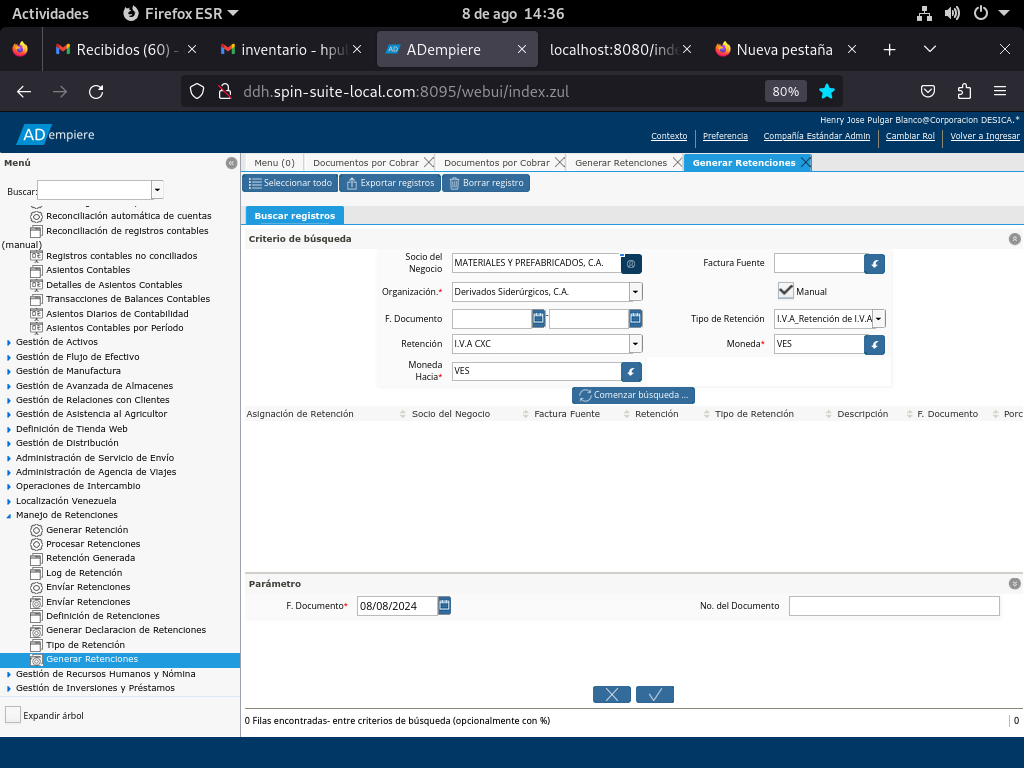 Actividades Firefox ESR 8 de ago 14:36
Recibidos (60) - inventario - hpul ADempiere localhost:8080/inde Nueva pestaña
ddh.spin-suite-local.com:8095/webui/index.zul 80%
ADempiere
Henry Jose Pulgar Blanco@Corporacion DESICA.*
Contexto Preferencia Compañía Estándar Admin Cambiar Rol Volver a Ingresar
Menú
Menu (0) Documentos por Cobrar Documentos por Cobrar Generar Retenciones Generar Retenciones
Buscar:
Seleccionar todo Exportar registros Borrar registro
Reconciliación automática de cuentas
Reconciliación de registros contables
(manual)
Registros contables no conciliados
Asientos Contables
Detalles de Asientos Contables
Transacciones de Balances Contables
Asientos Diarios de Contabilidad
Asientos Contables por Período
Gestión de Activos
Gestión de Flujo de Efectivo
Gestión de Manufactura
Gestión de Avanzada de Almacenes
Gestión de Relaciones con Clientes
Gestión de Asistencia al Agricultor
Definición de Tienda Web
Gestión de Distribución
Administración de Servicio de Envío
Administración de Agencia de Viajes
Operaciones de Intercambio
Localización Venezuela
Manejo de Retenciones
Generar Retención
Procesar Retenciones
Retención Generada
Log de Retención
Envíar Retenciones
Envíar Retenciones
Definición de Retenciones
Generar Declaracion de Retenciones
Tipo de Retención
Generar Retenciones
Gestión de Recursos Humanos y Nómina
Gestión de Inversiones y Préstamos
Expandir árbol
Buscar registros
Criterio de búsqueda
Socio del Negocio MATERIALES Y PREFABRICADOS, C.A. Factura Fuente
Organización.* Derivados Siderúrgicos, C.A. Manual
F. Documento - Tipo de Retención I.V.A_Retención de I.V.A
Retención I.V.A CXC Moneda* VES
Moneda Hacia* VES
Comenzar búsqueda ...
Asignación de Retención Socio del Negocio Factura Fuente Retención Tipo de Retención Descripción F. Documento Porc
Parámetro
F. Documento* 08/08/2024 No. del Documento
0 Filas encontradas- entre criterios de búsqueda (opcionalmente con %) 0